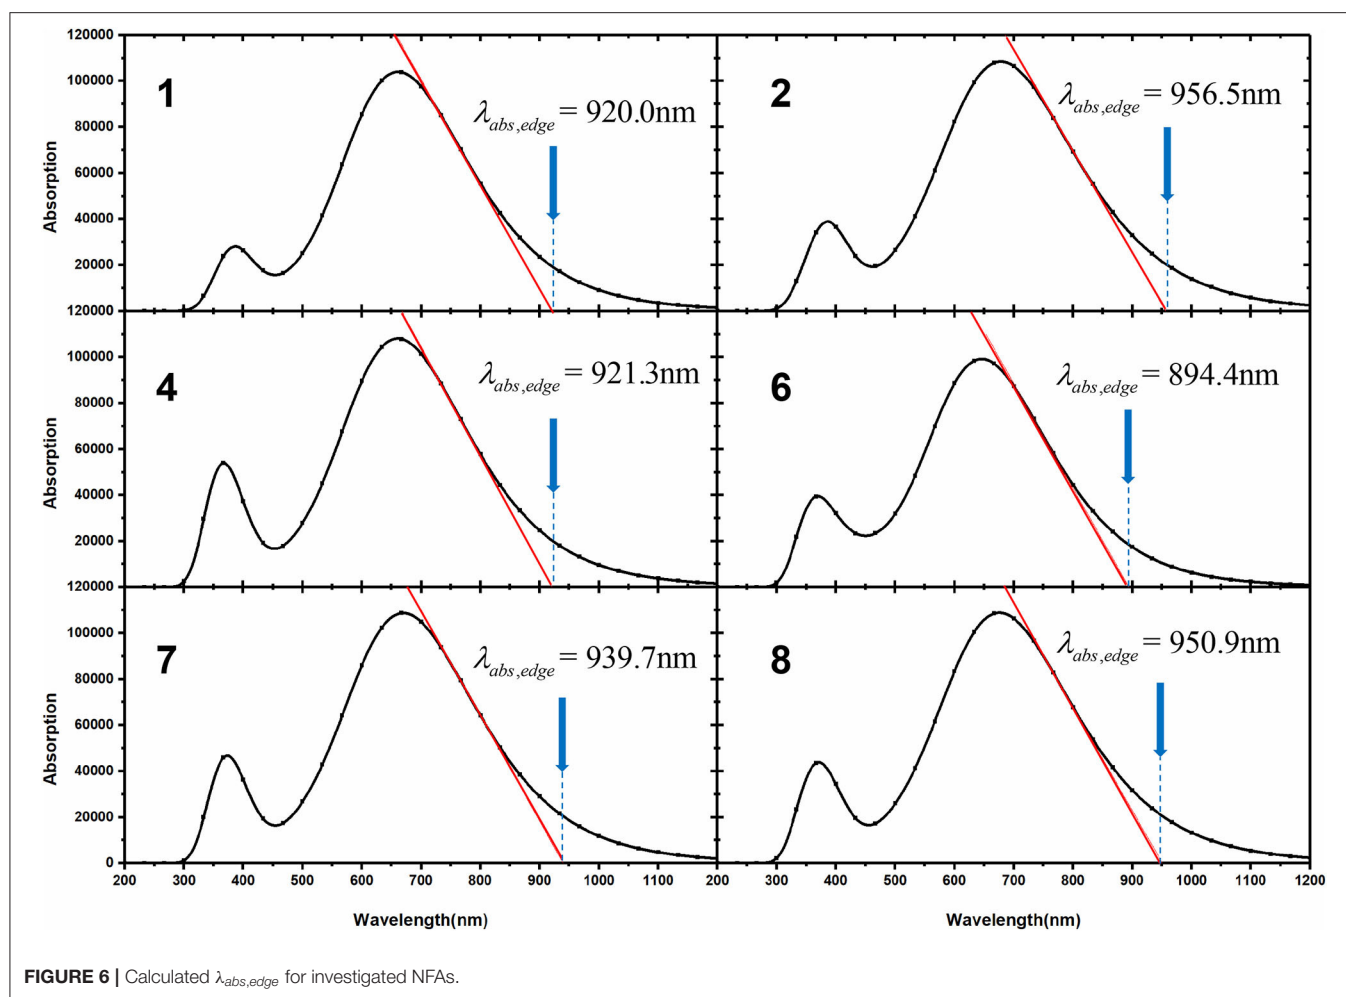 120000
100000
80000
60000
40000
20000
120000
Absorption
1
λabs,edge = 920.0nm
2
λabs,edge = 956.5nm
100000
80000
60000
40000
20000
120000
Absorption
4
λabs,edge = 921.3nm
6
λabs,edge = 894.4nm
100000
80000
60000
40000
20000
0
Absorption
7
λabs,edge = 939.7nm
8
λabs,edge = 950.9nm
200 300 400 500 600 700 800 900 1000 1100 200 300 400 500 600 700 800 900 1000 1100 1200
Wavelength(nm) Wavelength(nm)
FIGURE 6 | Calculated λabs,edge for investigated NFAs.